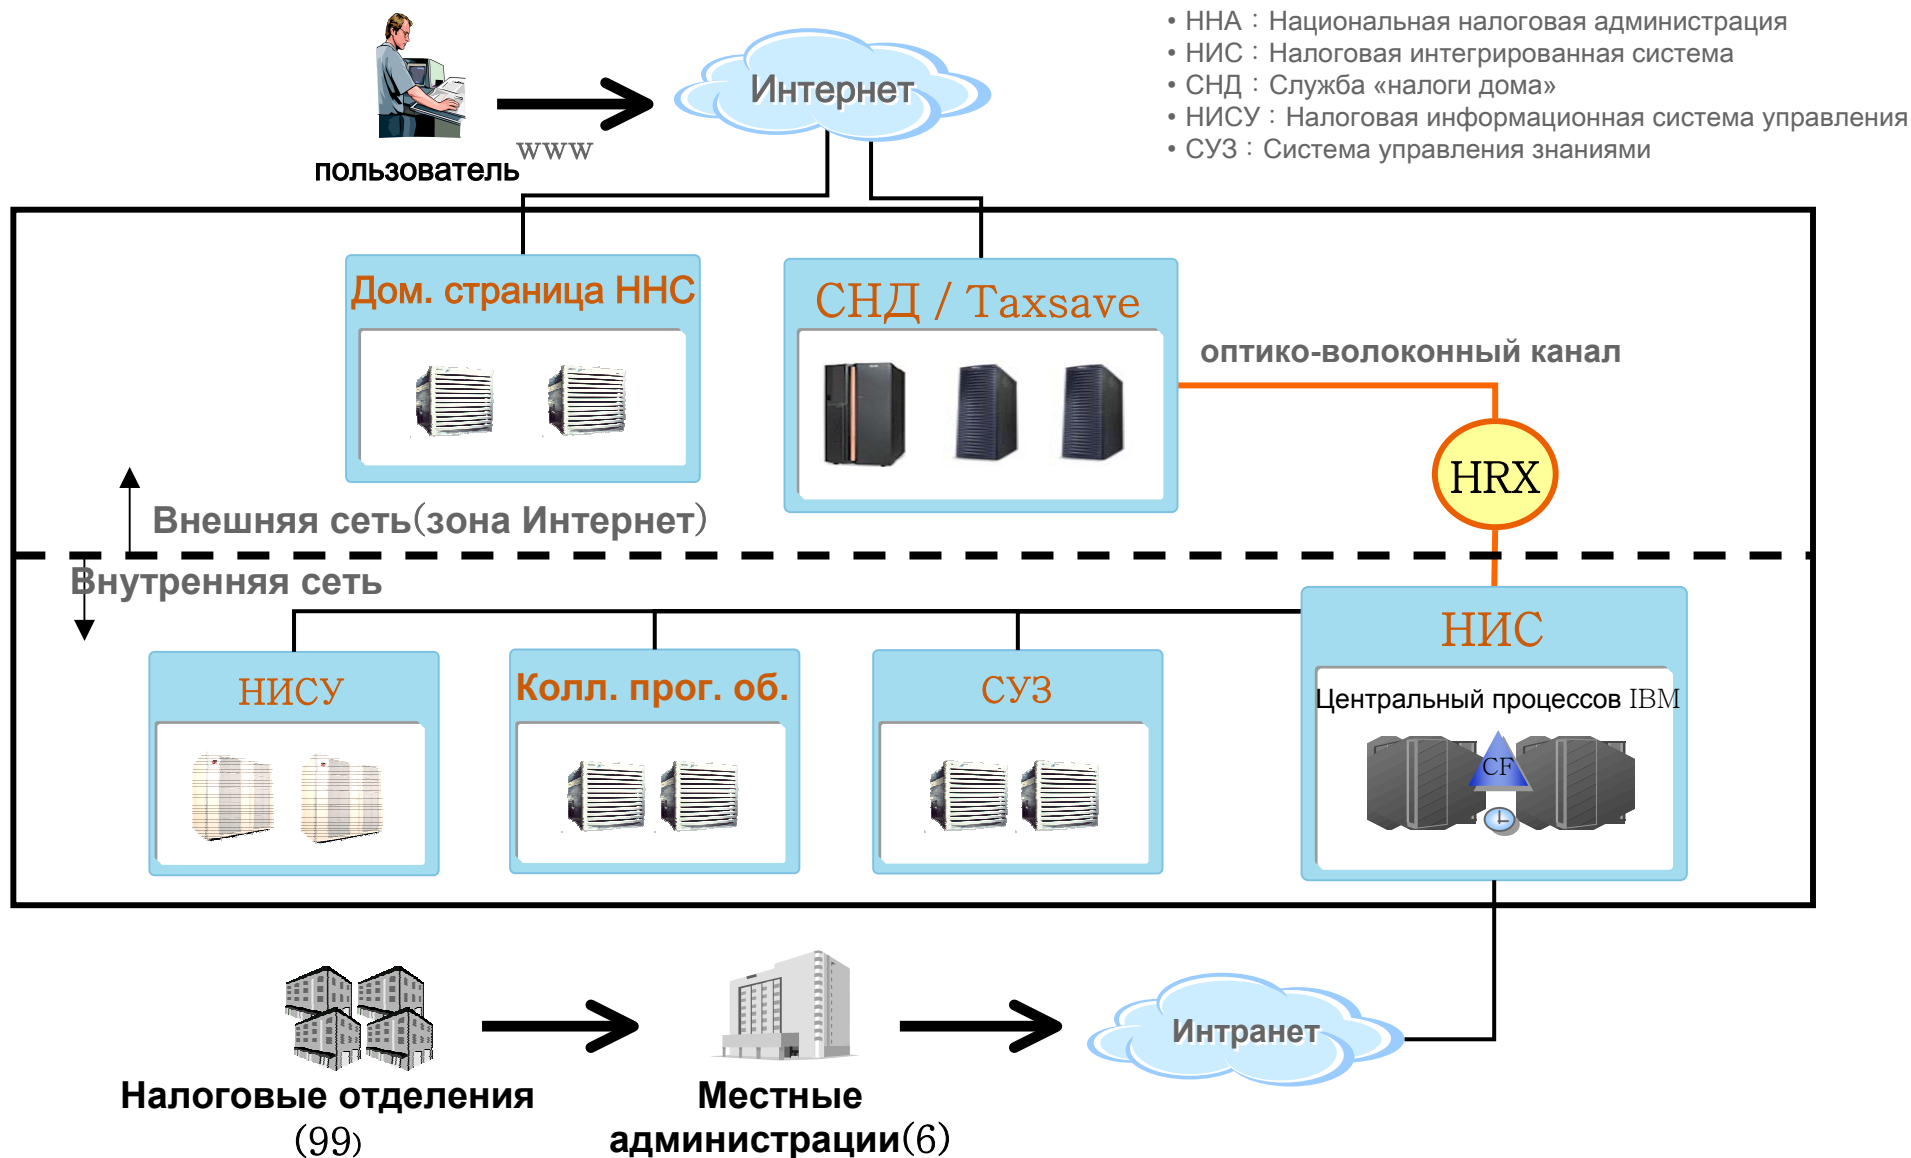 • ННА : Национальная налоговая администрация
• НИС : Налоговая интегрированная система
• СНД : Служба «налоги дома»
• НИСУ : Налоговая информационная система управления
• СУЗ : Система управления знаниями
Интернет
www
пользователь
Дом. страница ННС
СНД / Taxsave
оптико-волоконный канал
HRX
Внешняя сеть(зона Интернет)
Внутренняя сеть
НИСУ
Колл. прог. об.
СУЗ
НИС
Центральный процессов IBM
CF
Интранет
Налоговые отделения
(99)
Местные
администрации(6)